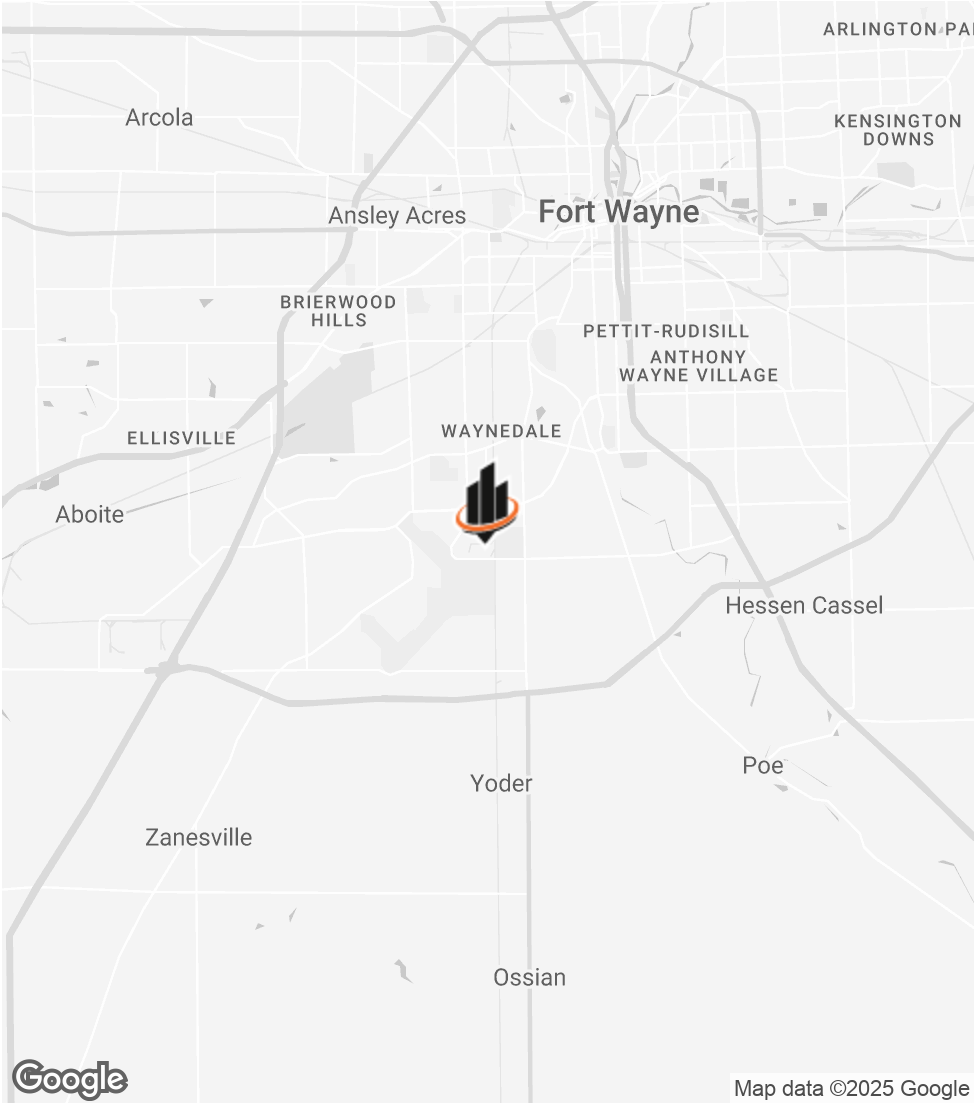 ARLINGTON PA
Arcola
KENSINGTON
DOWNS
Ansley Acres
Fort Wayne
BRIERWOOD
HILLS
PETTIT-RUDISILL
ANTHONY
WAYNE VILLAGE
ELLISVILLE
WAYNEDALE
Aboite
Hessen Cassel
Yoder
Poe
Zanesville
Ossian
Google
Map data ©2025 Google